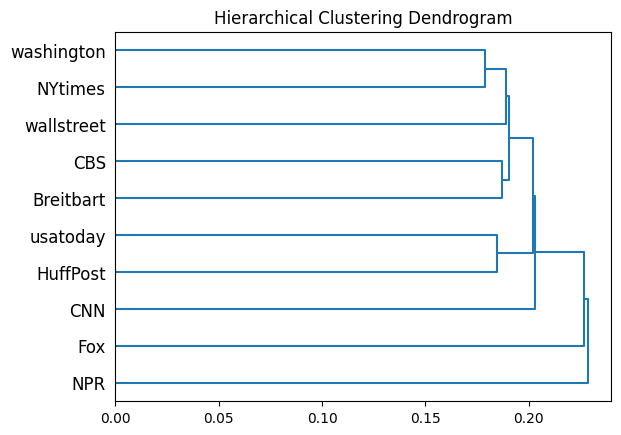 Hierarchical Clustering Dendrogram
washington
NYtimes
wallstreet
CBS
Breitbart
usatoday
HuffPost
CNN
Fox
NPR
0.00 0.05 0.10 0.15 0.20